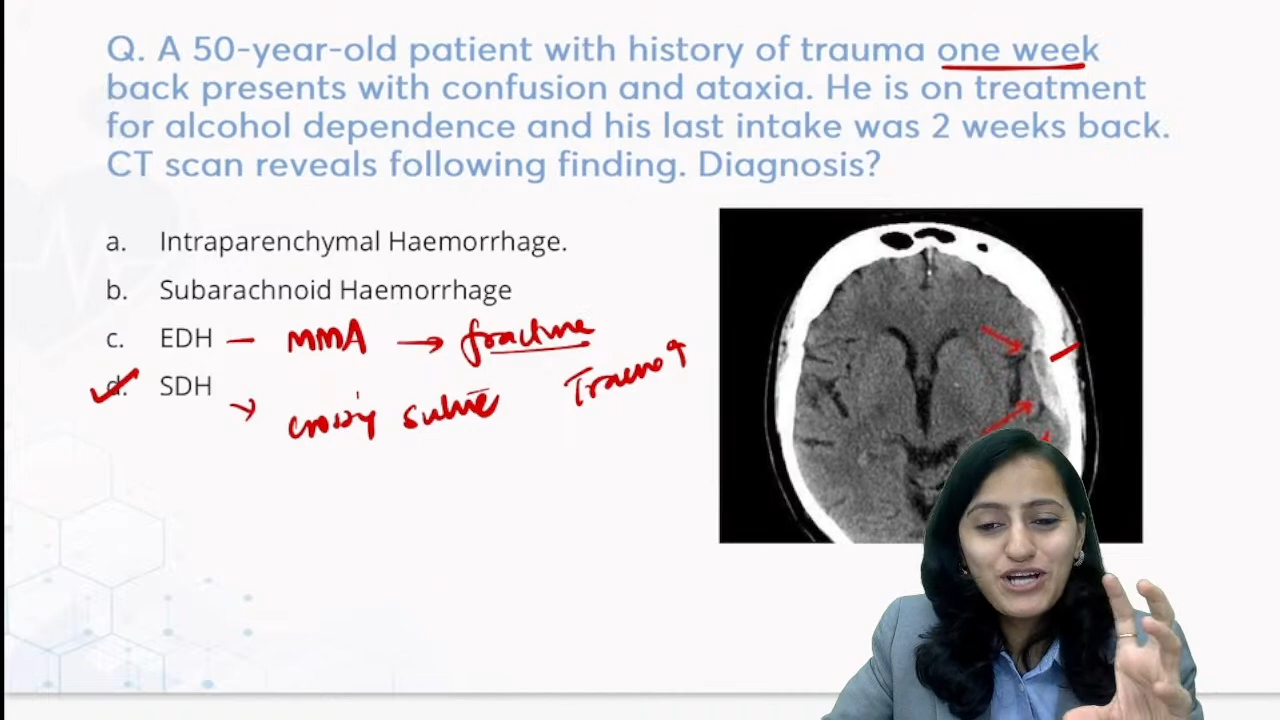 Q. A 50-year-old patient with history of trauma one week
back presents with confusion and ataxia. He is on treatment
for alcohol dependence and his last intake was 2 weeks back.
CT scan reveals following finding. Diagnosis?
a. Intraparenchymal Haemorrhage.
b. Subarachnoid Haemorrhage
c. EDH — MMA → fracture
d. SDH
→ crossing suture Trauma ↑